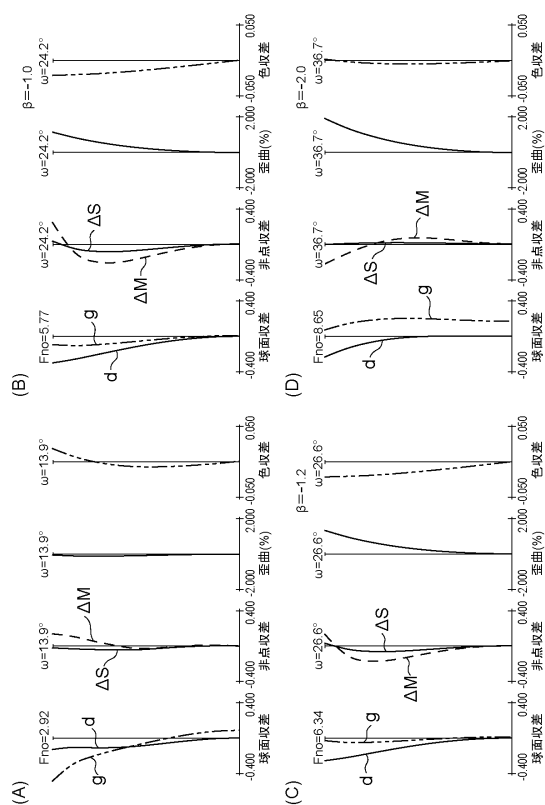 (A)
Fno=2.92
ω=13.9°
ω=13.9°
ω=13.9°
g
d
ΔS
ΔM
-0.400 0.400
-0.400 0.400
-2.000 2.000
-0.050 0.050
球面収差
非点収差
歪曲(%)
色収差
(B)
β=-1.0
Fno=5.77
ω=24.2°
ω=24.2°
ω=24.2°
d
g
ΔM
ΔS
-0.400 0.400
-0.400 0.400
-2.000 2.000
-0.050 0.050
球面収差
非点収差
歪曲(%)
色収差
(C)
β=-1.2
Fno=6.34
ω=26.6°
ω=26.6°
ω=26.6°
d
g
ΔM
ΔS
-0.400 0.400
-0.400 0.400
-2.000 2.000
-0.050 0.050
球面収差
非点収差
歪曲(%)
色収差
(D)
β=-2.0
Fno=8.65
ω=36.7°
ω=36.7°
ω=36.7°
d
g
ΔS
ΔM
-0.400 0.400
-0.400 0.400
-2.000 2.000
-0.050 0.050
球面収差
非点収差
歪曲(%)
色収差